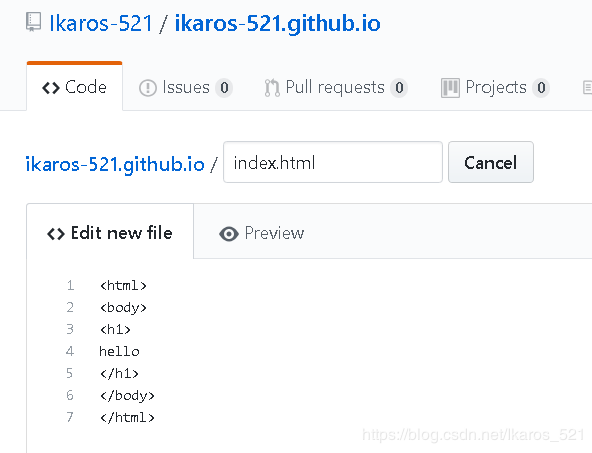 Ikaros-521 / ikaros-521.github.io
Code Issues 0 Pull requests 0 Projects 0
ikaros-521.github.io / index.html Cancel
Edit new file Preview
1 <html>
2 <body>
3 <h1>
4 hello
5 </h1>
6 </body>
7 </html>
https://blog.csdn.net/Ikaros_521